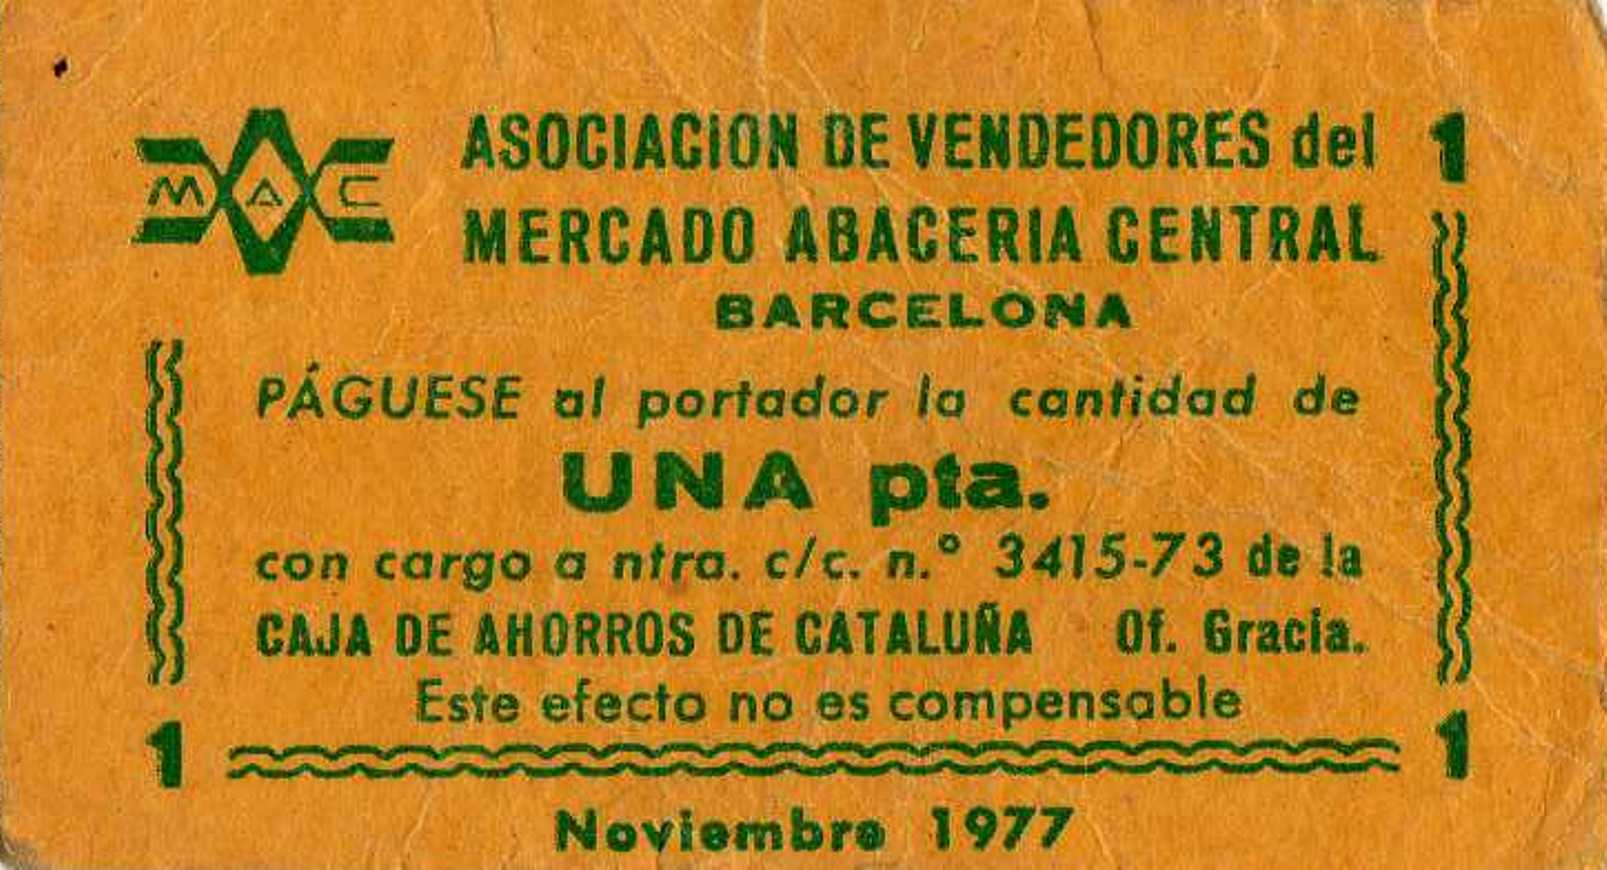 MAC
ASOCIACION DE VENDEDORES del 1
MERCADO ABACERIA CENTRAL
BARCELONA
PÁGUESE al portador la cantidad de
UNA pta.
con cargo a ntra. c/c. n.º 3415-73 de la
CAJA DE AHORROS DE CATALUÑA Of. Gracia.
Este efecto no es compensable
1 1
Noviembre 1977